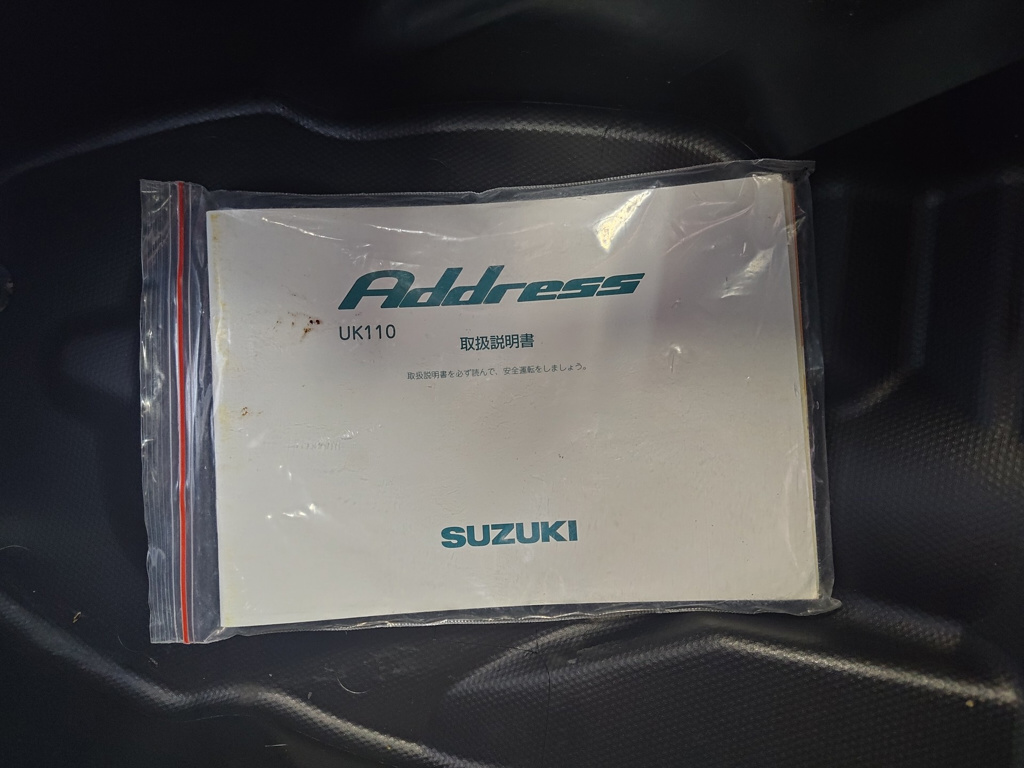 Address
UK110
取扱説明書
取扱説明書を必ず読んで、安全運転をしましょう。
SUZUKI